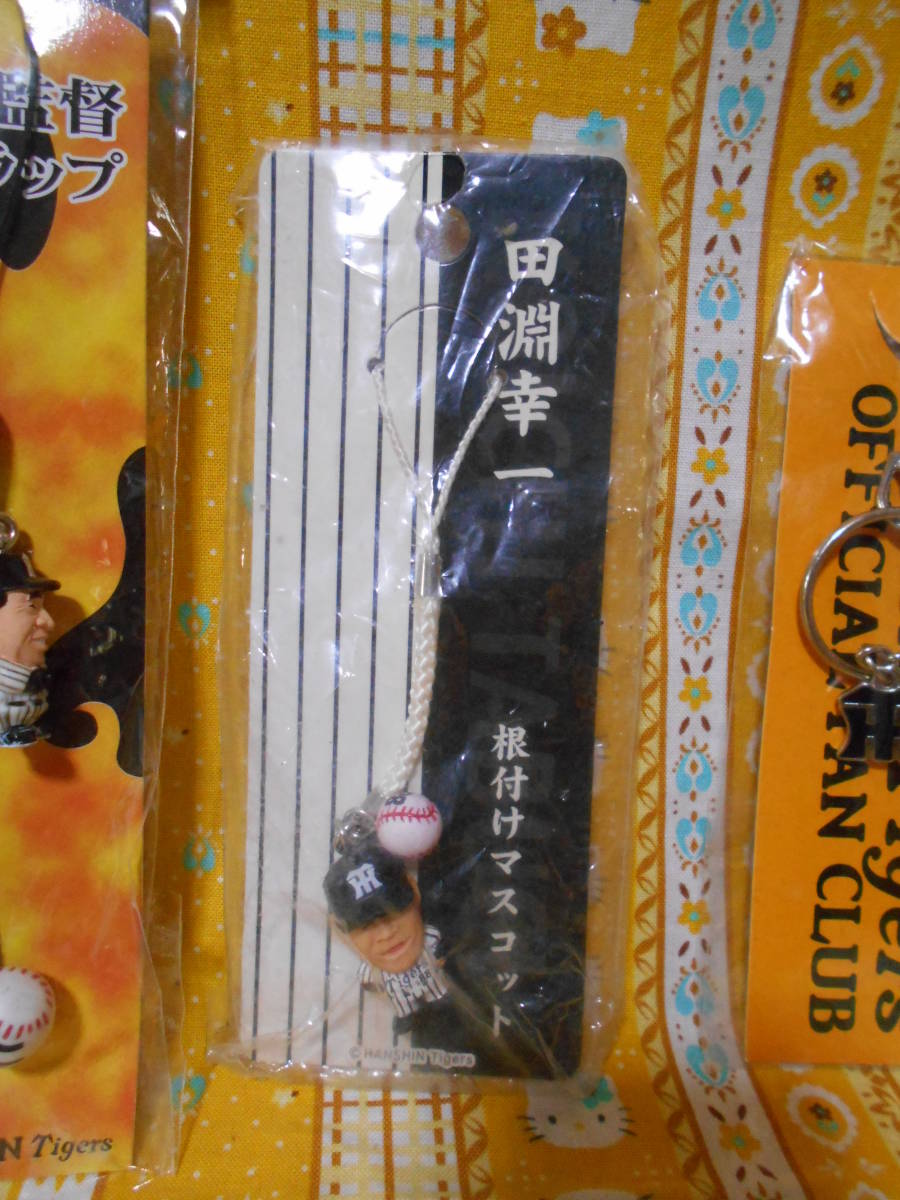 監督
ラップ
N Tigers
田淵幸一
根付けマスコット
© HANSHIN Tigers
Tigers
OFFICIAL FAN CLUB